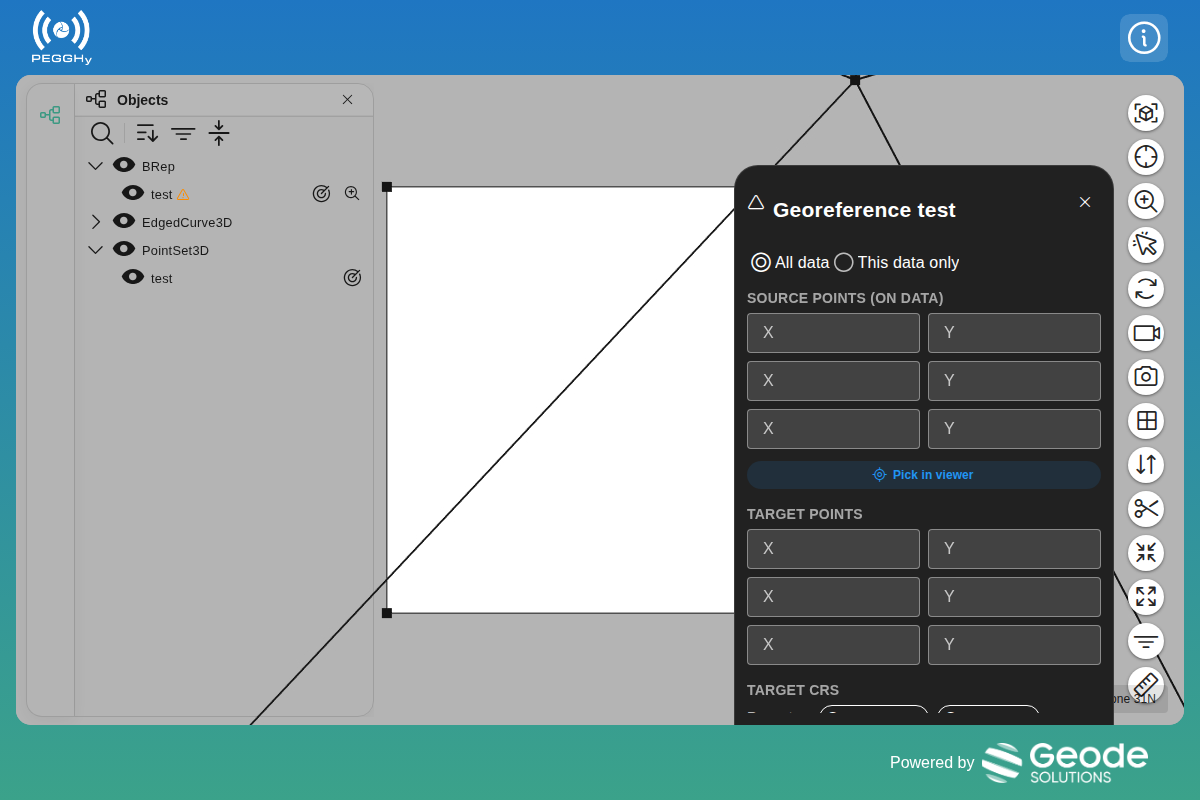 PEGGHy
Objects
BRep
test
EdgedCurve3D
PointSet3D
test
Georeference test
All data This data only
SOURCE POINTS (ON DATA)
X Y
X Y
X Y
Pick in viewer
TARGET POINTS
X Y
X Y
X Y
TARGET CRS
one 31N
Powered by Geode
SOLUTIONS